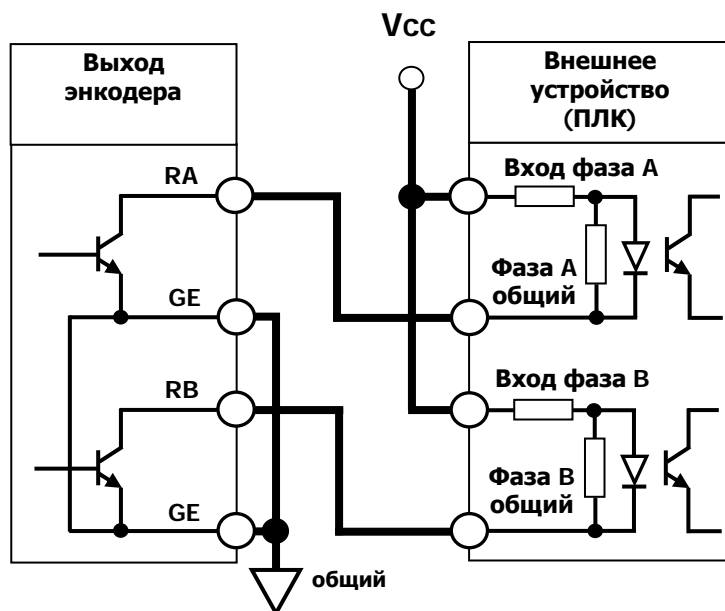 Vcc
Выход
энкодера
Внешнее
устройство
(ПЛК)
RA
Вход фаза A
Фаза A
общий
GE
RB
Вход фаза B
Фаза B
общий
GE
общий